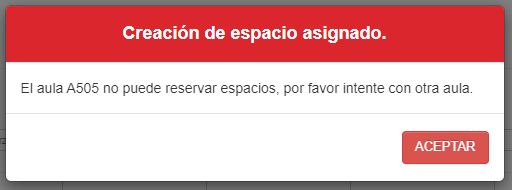 Creación de espacio asignado.
El aula A505 no puede reservar espacios, por favor intente con otra aula.
ACEPTAR